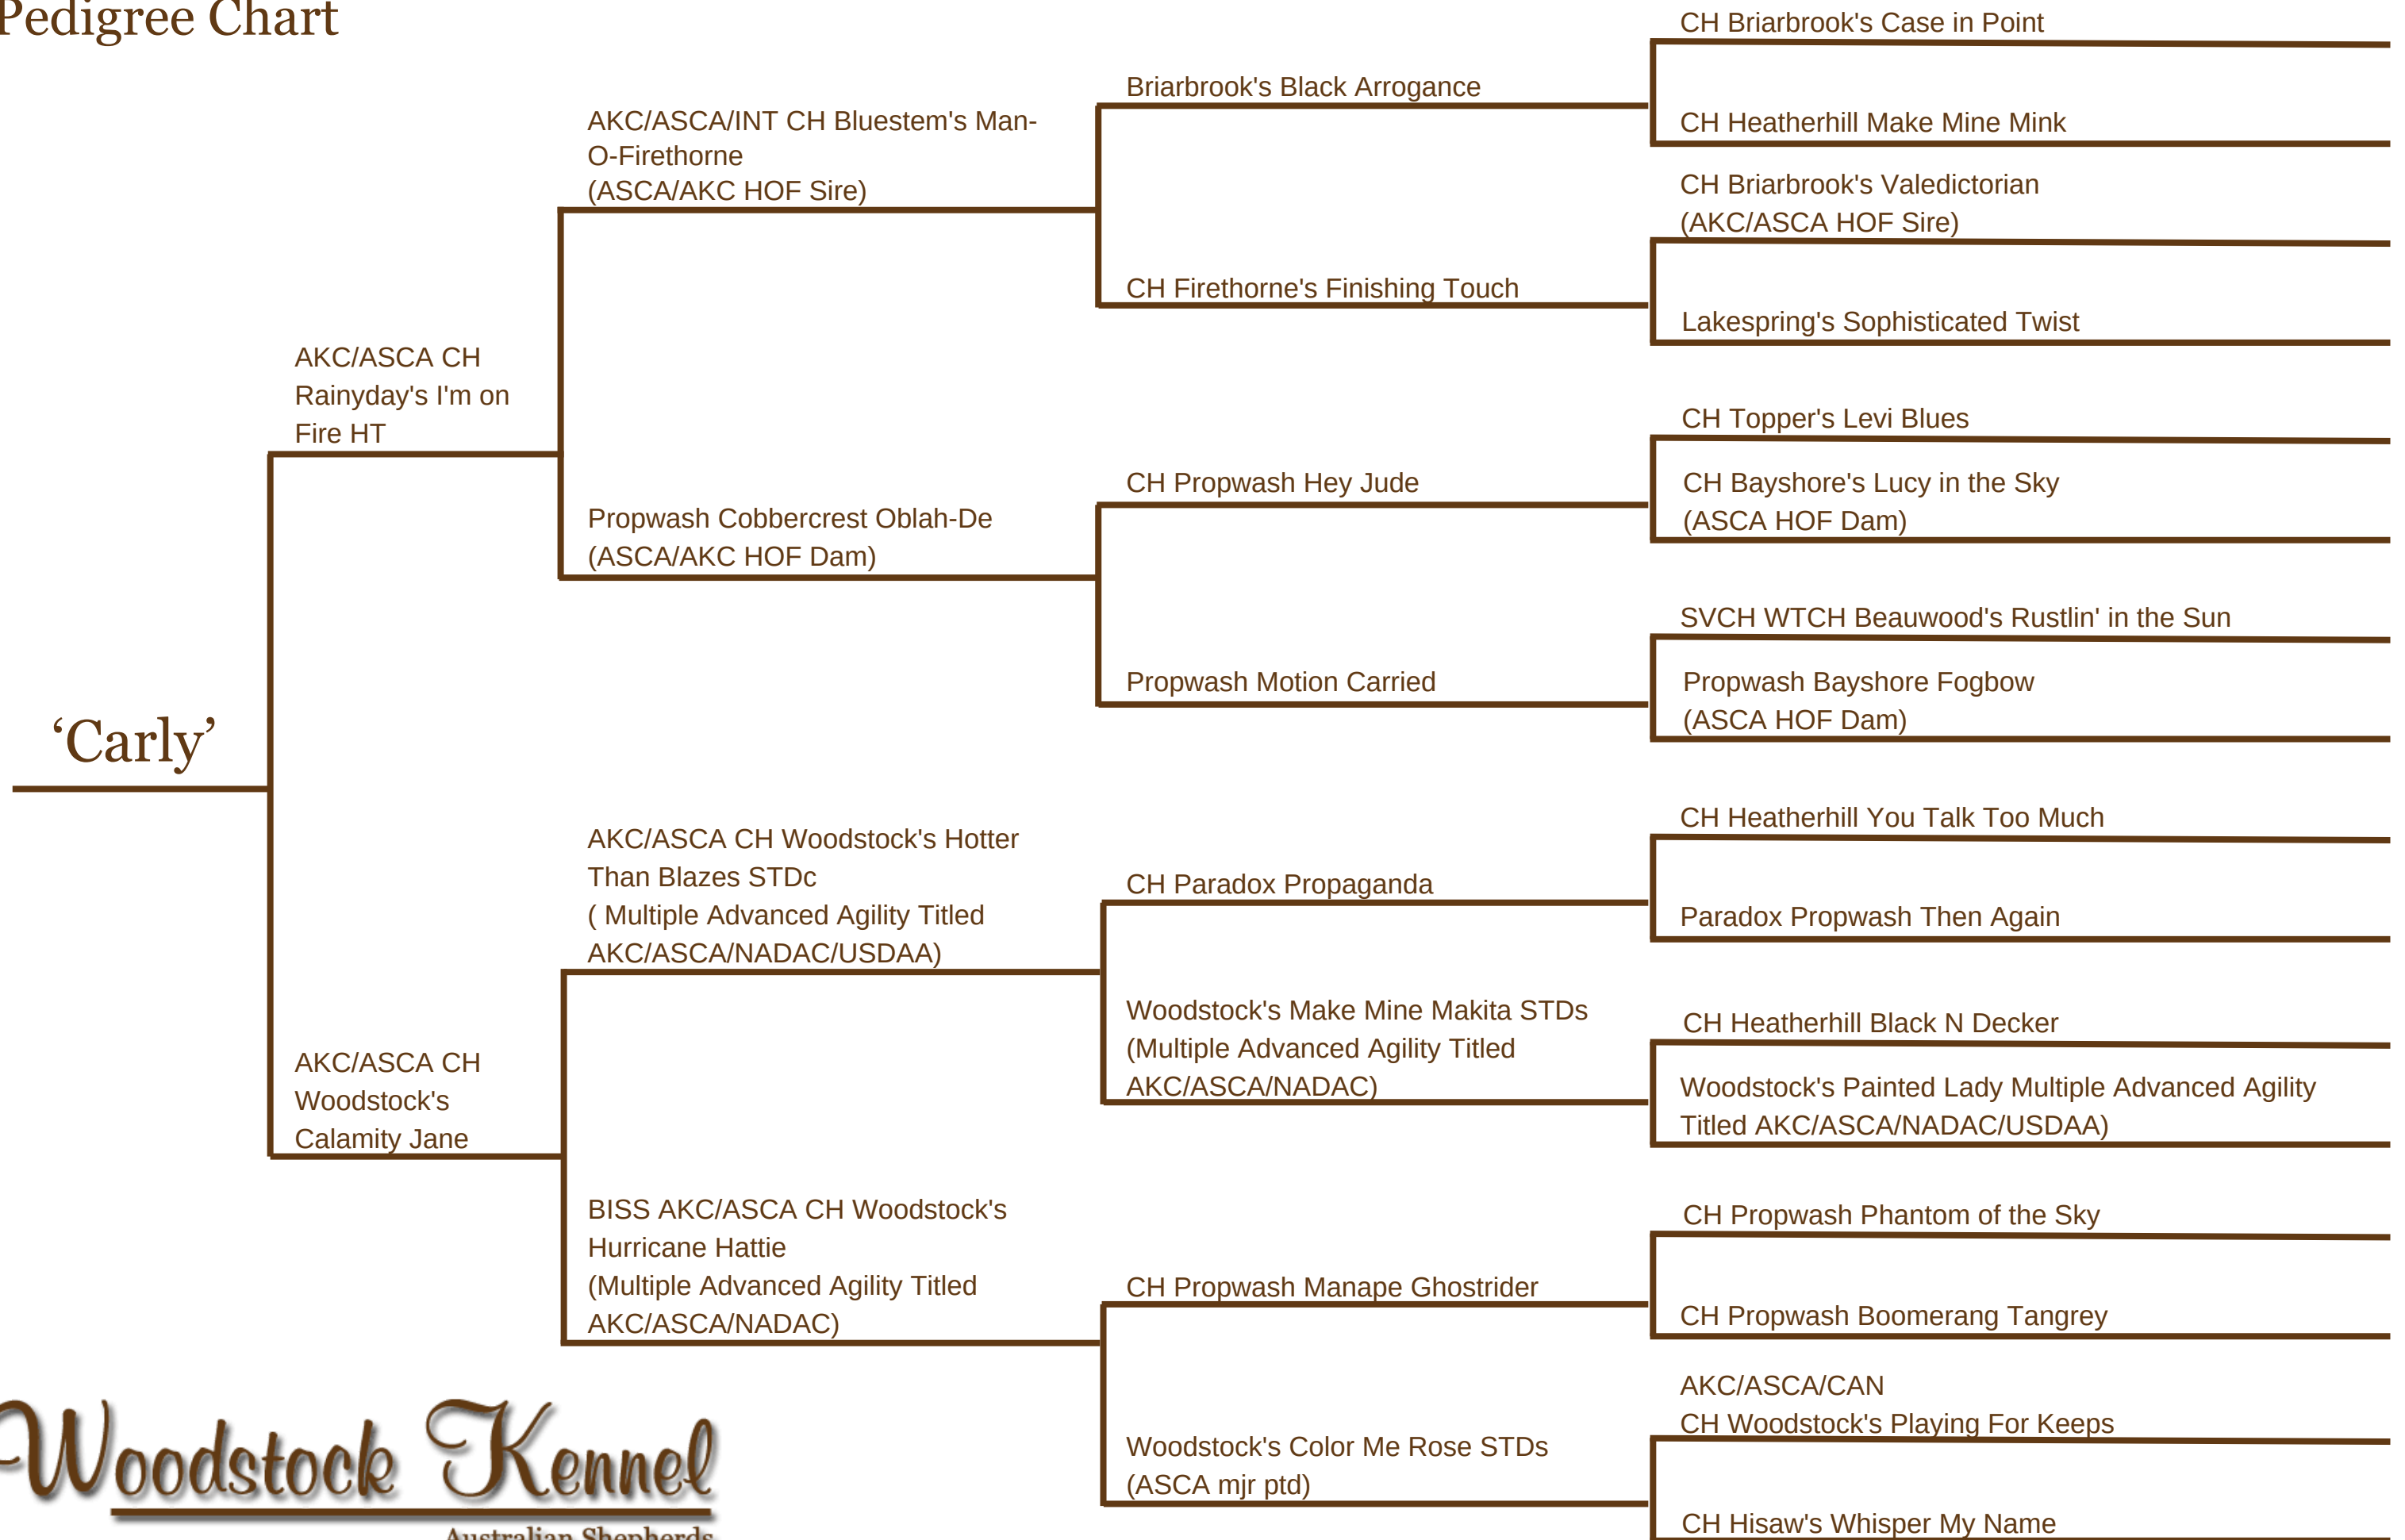 Pedigree Chart
‘Carly’
AKC/ASCA CH
Rainyday's I'm on
Fire HT
AKC/ASCA CH
Woodstock's
Calamity Jane
AKC/ASCA/INT CH Bluestem's Man-
O-Firethorne
(ASCA/AKC HOF Sire)
Propwash Cobbercrest Oblah-De
(ASCA/AKC HOF Dam)
AKC/ASCA CH Woodstock's Hotter
Than Blazes STDc
( Multiple Advanced Agility Titled
AKC/ASCA/NADAC/USDAA)
BISS AKC/ASCA CH Woodstock's
Hurricane Hattie
(Multiple Advanced Agility Titled
AKC/ASCA/NADAC)
Briarbrook's Black Arrogance
CH Firethorne's Finishing Touch
CH Propwash Hey Jude
Propwash Motion Carried
CH Paradox Propaganda
Woodstock's Make Mine Makita STDs
(Multiple Advanced Agility Titled
AKC/ASCA/NADAC)
CH Propwash Manape Ghostrider
Woodstock's Color Me Rose STDs
(ASCA mjr ptd)
CH Briarbrook's Case in Point
CH Heatherhill Make Mine Mink
CH Briarbrook's Valedictorian
(AKC/ASCA HOF Sire)
Lakespring's Sophisticated Twist
CH Topper's Levi Blues
CH Bayshore's Lucy in the Sky
(ASCA HOF Dam)
SVCH WTCH Beauwood's Rustlin' in the Sun
Propwash Bayshore Fogbow
(ASCA HOF Dam)
CH Heatherhill You Talk Too Much
Paradox Propwash Then Again
CH Heatherhill Black N Decker
Woodstock's Painted Lady Multiple Advanced Agility
Titled AKC/ASCA/NADAC/USDAA)
CH Propwash Phantom of the Sky
CH Propwash Boomerang Tangrey
AKC/ASCA/CAN
CH Woodstock's Playing For Keeps
CH Hisaw's Whisper My Name
Woodstock Kennel
Australian Shepherds